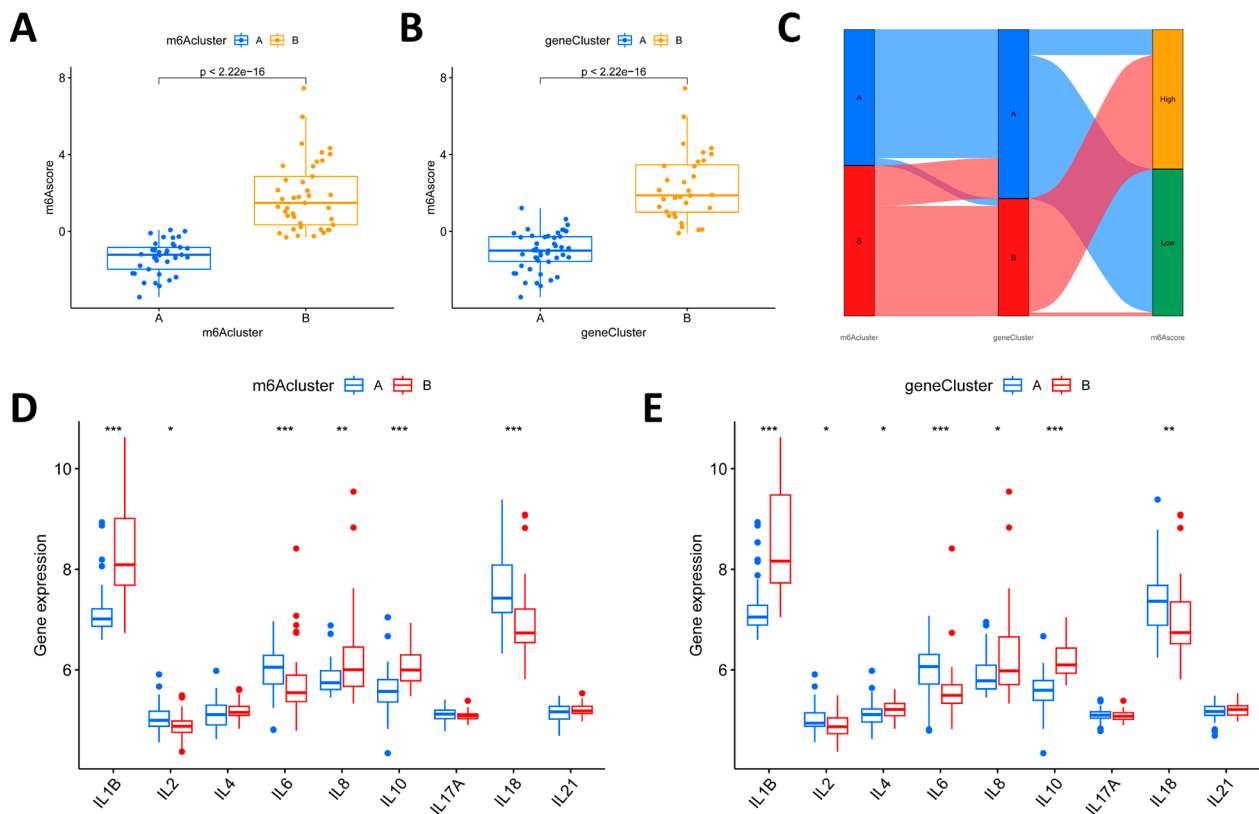 A
m6Acluster A B
p < 2.22e−16
8
4
0
m6Ascore
A B
m6Acluster
B
geneCluster A B
p < 2.22e−16
8
4
0
m6Ascore
A B
geneCluster
C
A
B
A
B
High
Low
m6Acluster geneCluster m6Ascore
D
m6Acluster A B
*** * *** ** *** ***
10
8
6
Gene expression
IL1B IL2 IL4 IL6 IL8 IL10 IL17A IL18 IL21
E
geneCluster A B
*** * * *** * *** **
10
8
6
Gene expression
IL1B IL2 IL4 IL6 IL8 IL10 IL17A IL18 IL21